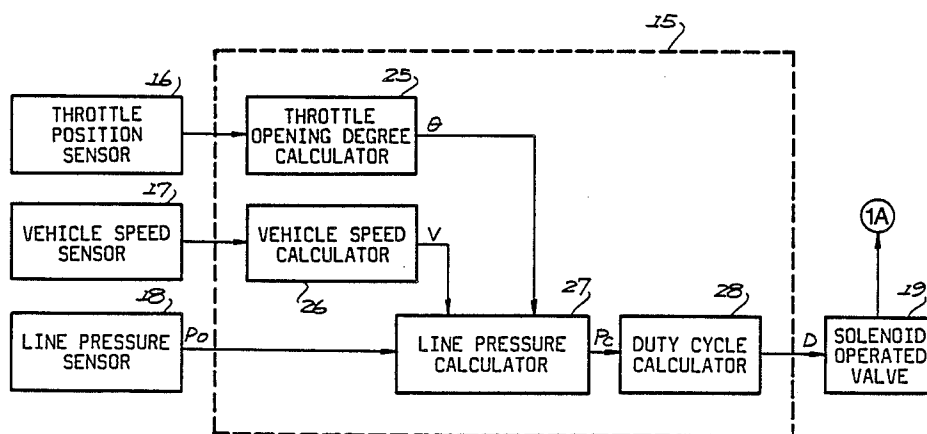 15
16
THROTTLE
POSITION
SENSOR
25
THROTTLE
OPENING DEGREE
CALCULATOR
θ
17
VEHICLE SPEED
SENSOR
VEHICLE SPEED
CALCULATOR
V
26
1A
18
LINE PRESSURE
SENSOR
Po
27
LINE PRESSURE
CALCULATOR
Pc
28
DUTY CYCLE
CALCULATOR
D
19
SOLENOID
OPERATED
VALVE